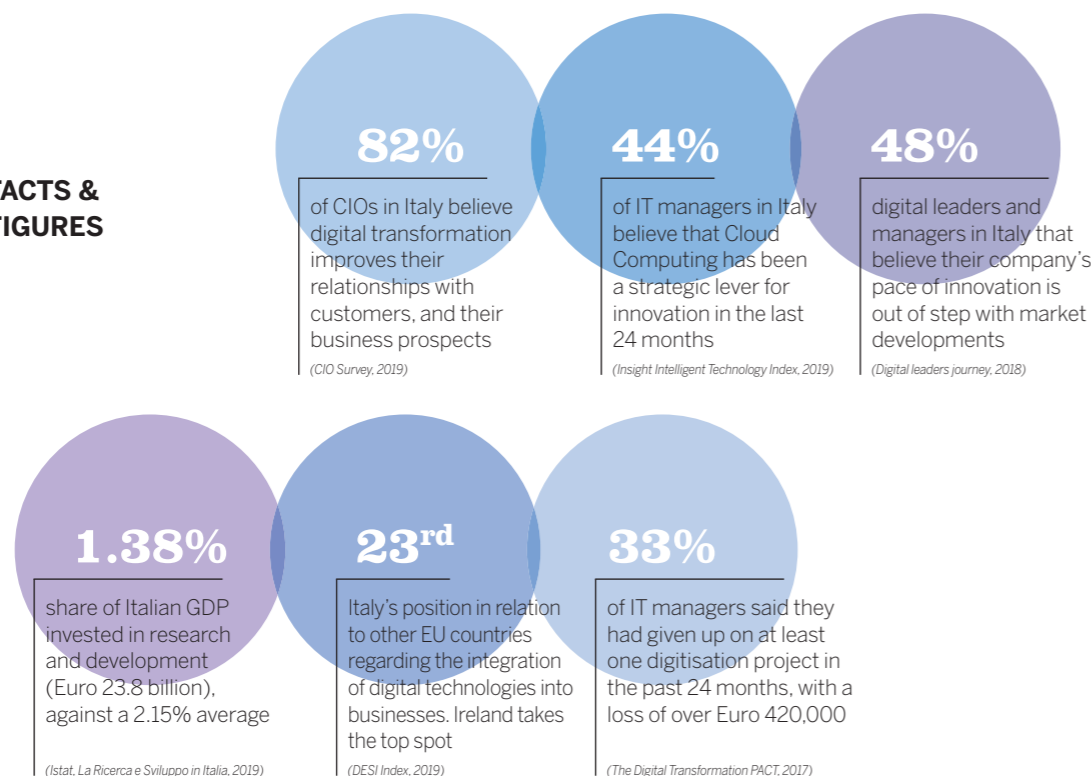 FACTS &
FIGURES
82%
of CIOs in Italy believe
digital transformation
improves their
relationships with
customers, and their
business prospects
(CIO Survey, 2019)
44%
of IT managers in Italy
believe that Cloud
Computing has been
a strategic lever for
innovation in the last
24 months
(Insight Intelligent Technology Index, 2019)
48%
digital leaders and
managers in Italy that
believe their company's
pace of innovation is
out of step with market
developments
(Digital leaders journey, 2018)
1.38%
share of Italian GDP
invested in research
and development
(Euro 23.8 billion),
against a 2.15% average
(Istat, La Ricerca e Sviluppo in Italia, 2019)
23rd
Italy's position in relation
to other EU countries
regarding the integration
of digital technologies into
businesses. Ireland takes
the top spot
(DESI Index, 2019)
33%
of IT managers said they
had given up on at least
one digitisation project in
the past 24 months, with a
loss of over Euro 420,000
(The Digital Transformation PACT, 2017)